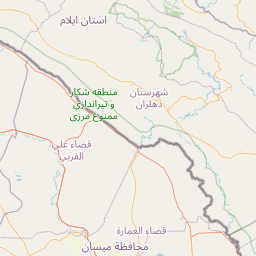 استان ایلام
منطقه شکار
و تیراندازی
ممنوع مرزی
شهرستان
دهلران
قضاء علي
الغربي
قضاء العمارة
محافظة ميسان